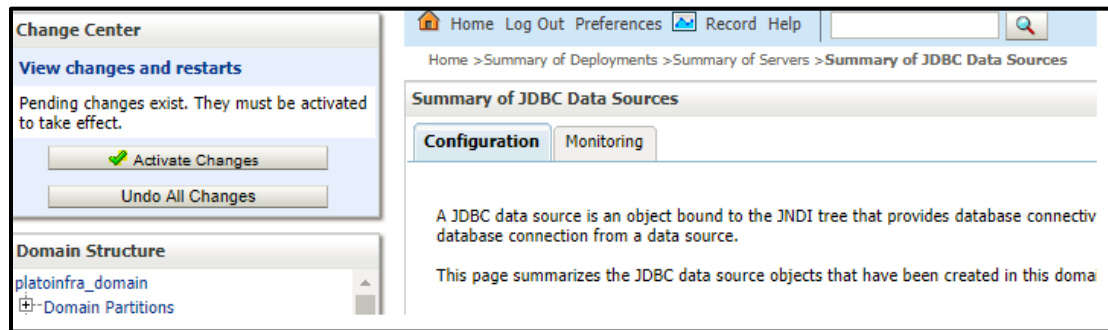 Change Center
View changes and restarts
Pending changes exist. They must be activated
to take effect.
Activate Changes
Undo All Changes
Domain Structure
platoinfra_domain
Domain Partitions
Home Log Out Preferences Record Help
Home >Summary of Deployments >Summary of Servers >Summary of JDBC Data Sources
Summary of JDBC Data Sources
Configuration Monitoring
A JDBC data source is an object bound to the JNDI tree that provides database connectiv
database connection from a data source.
This page summarizes the JDBC data source objects that have been created in this doma